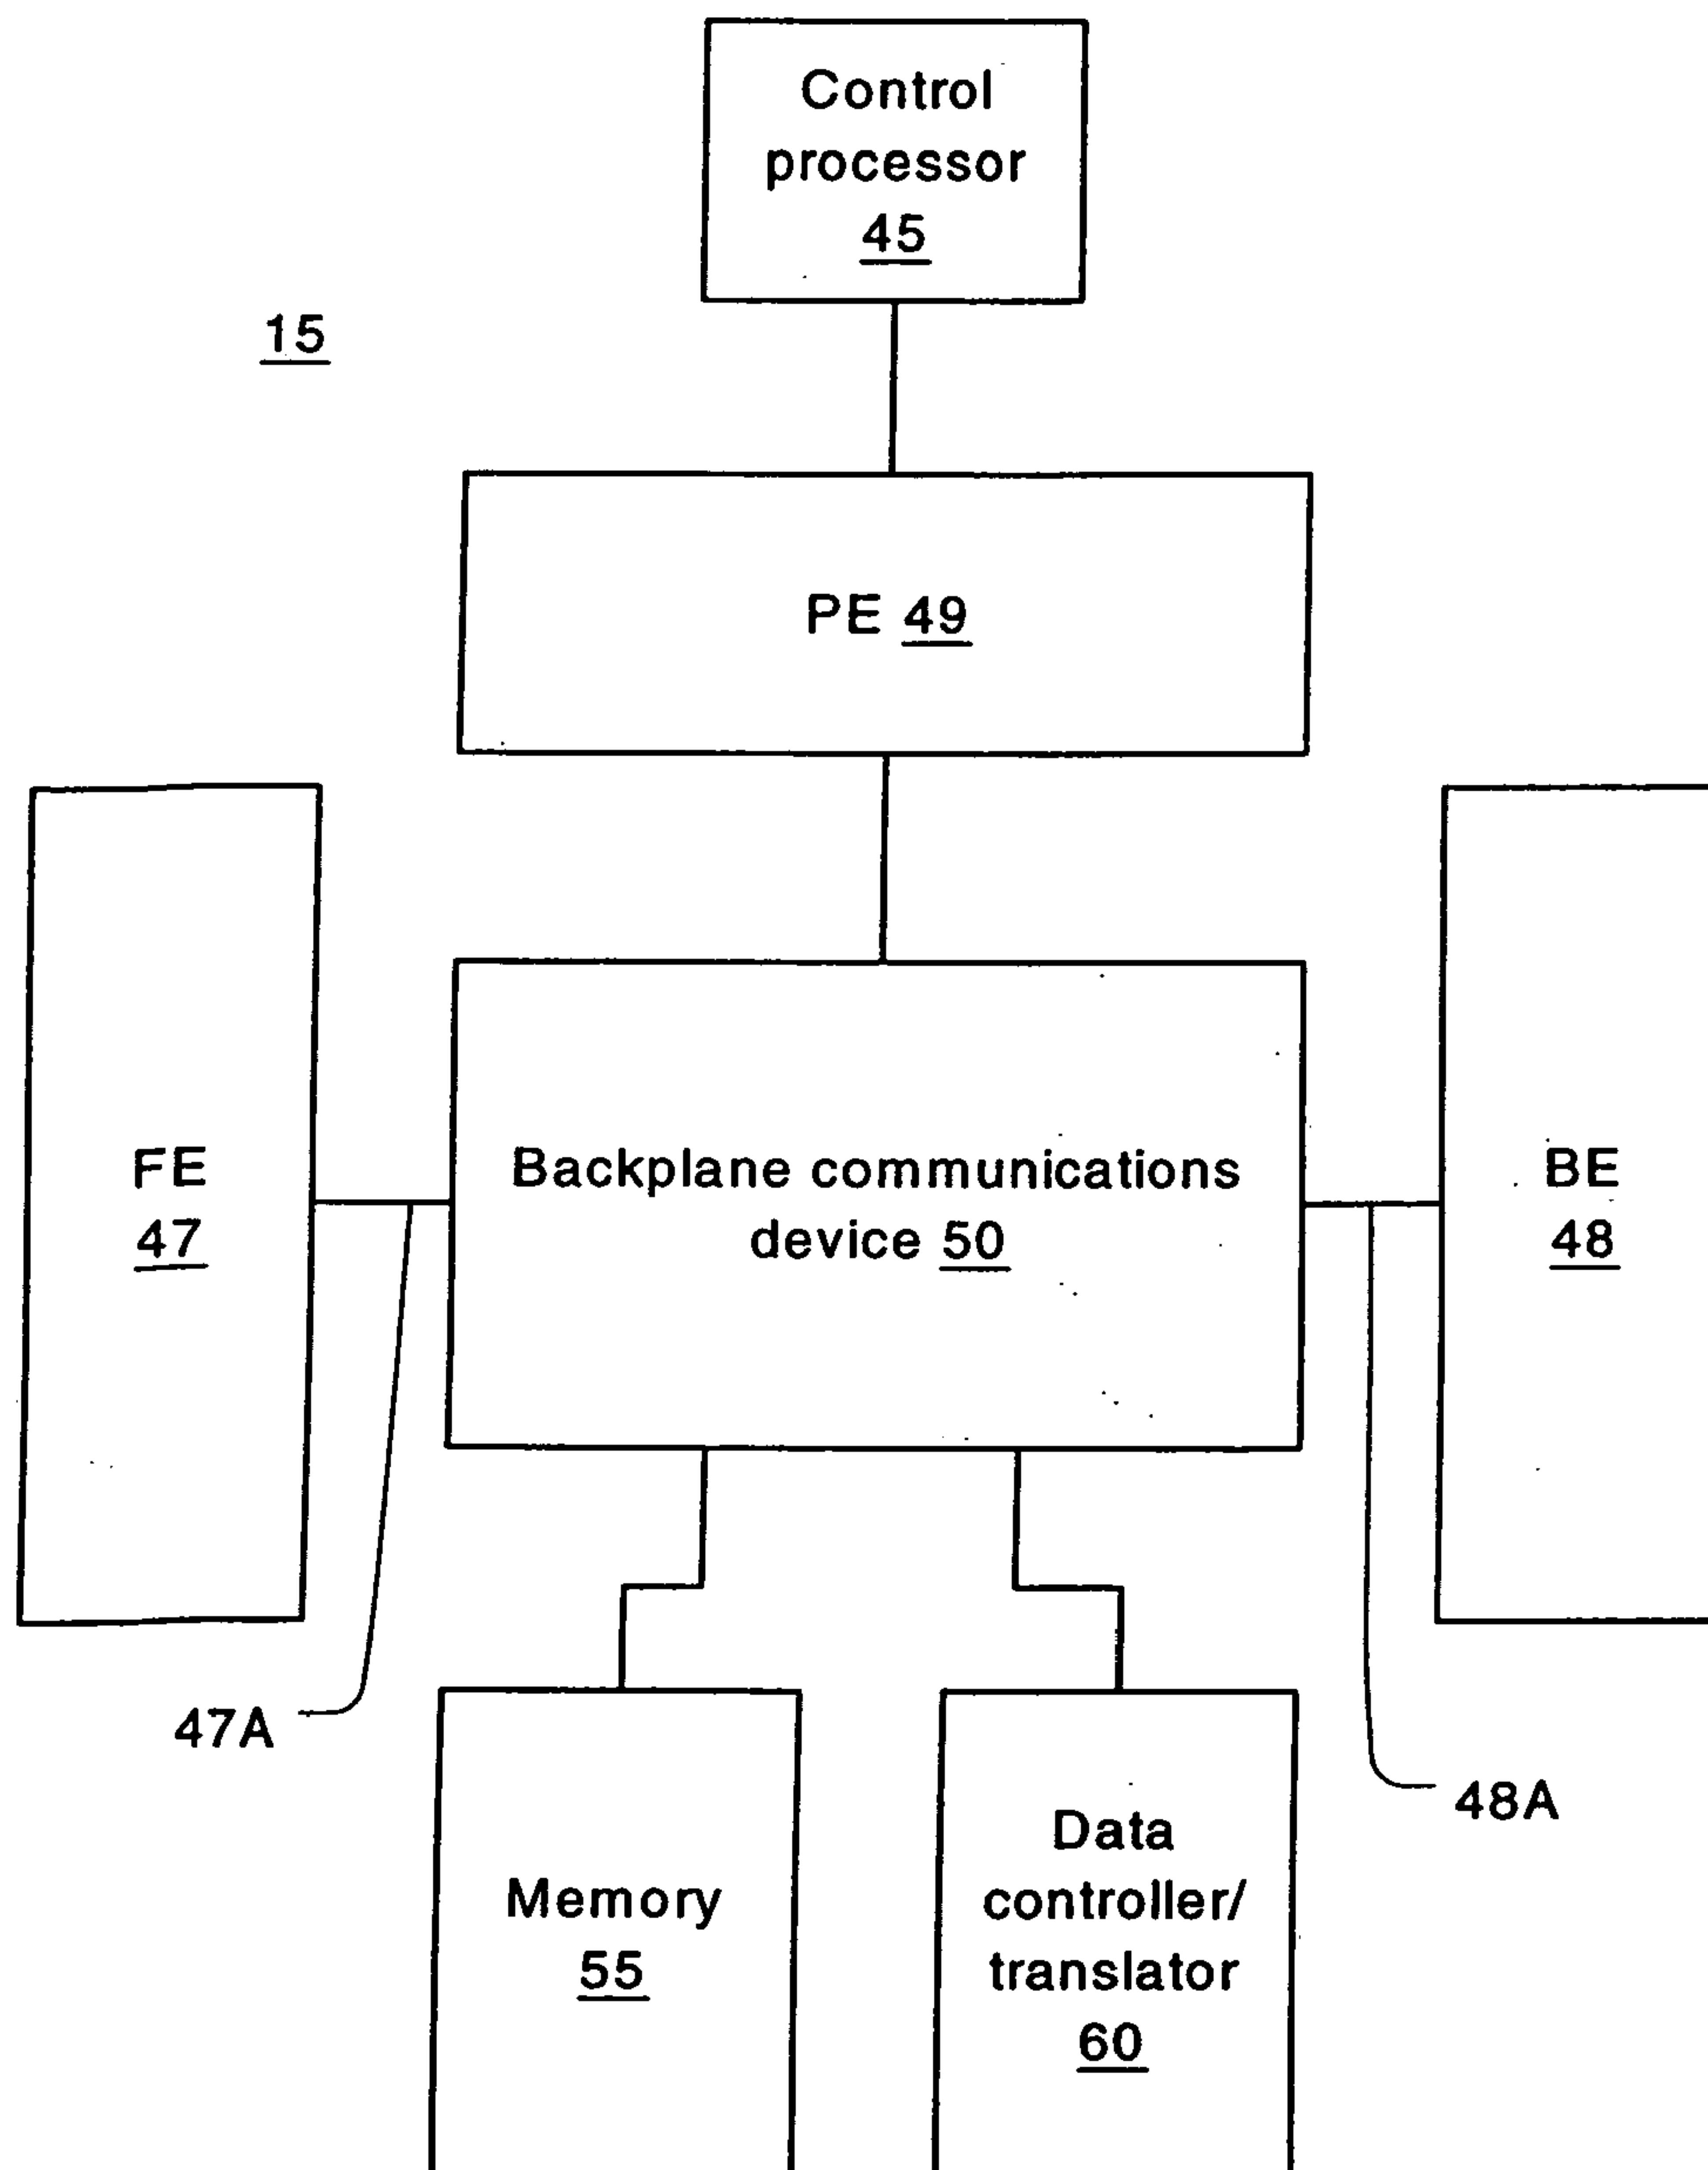 Control
processor
45
15
PE 49
FE
47
Backplane communications
device 50
BE
48
47A
48A
Memory
55
Data
controller/
translator
60